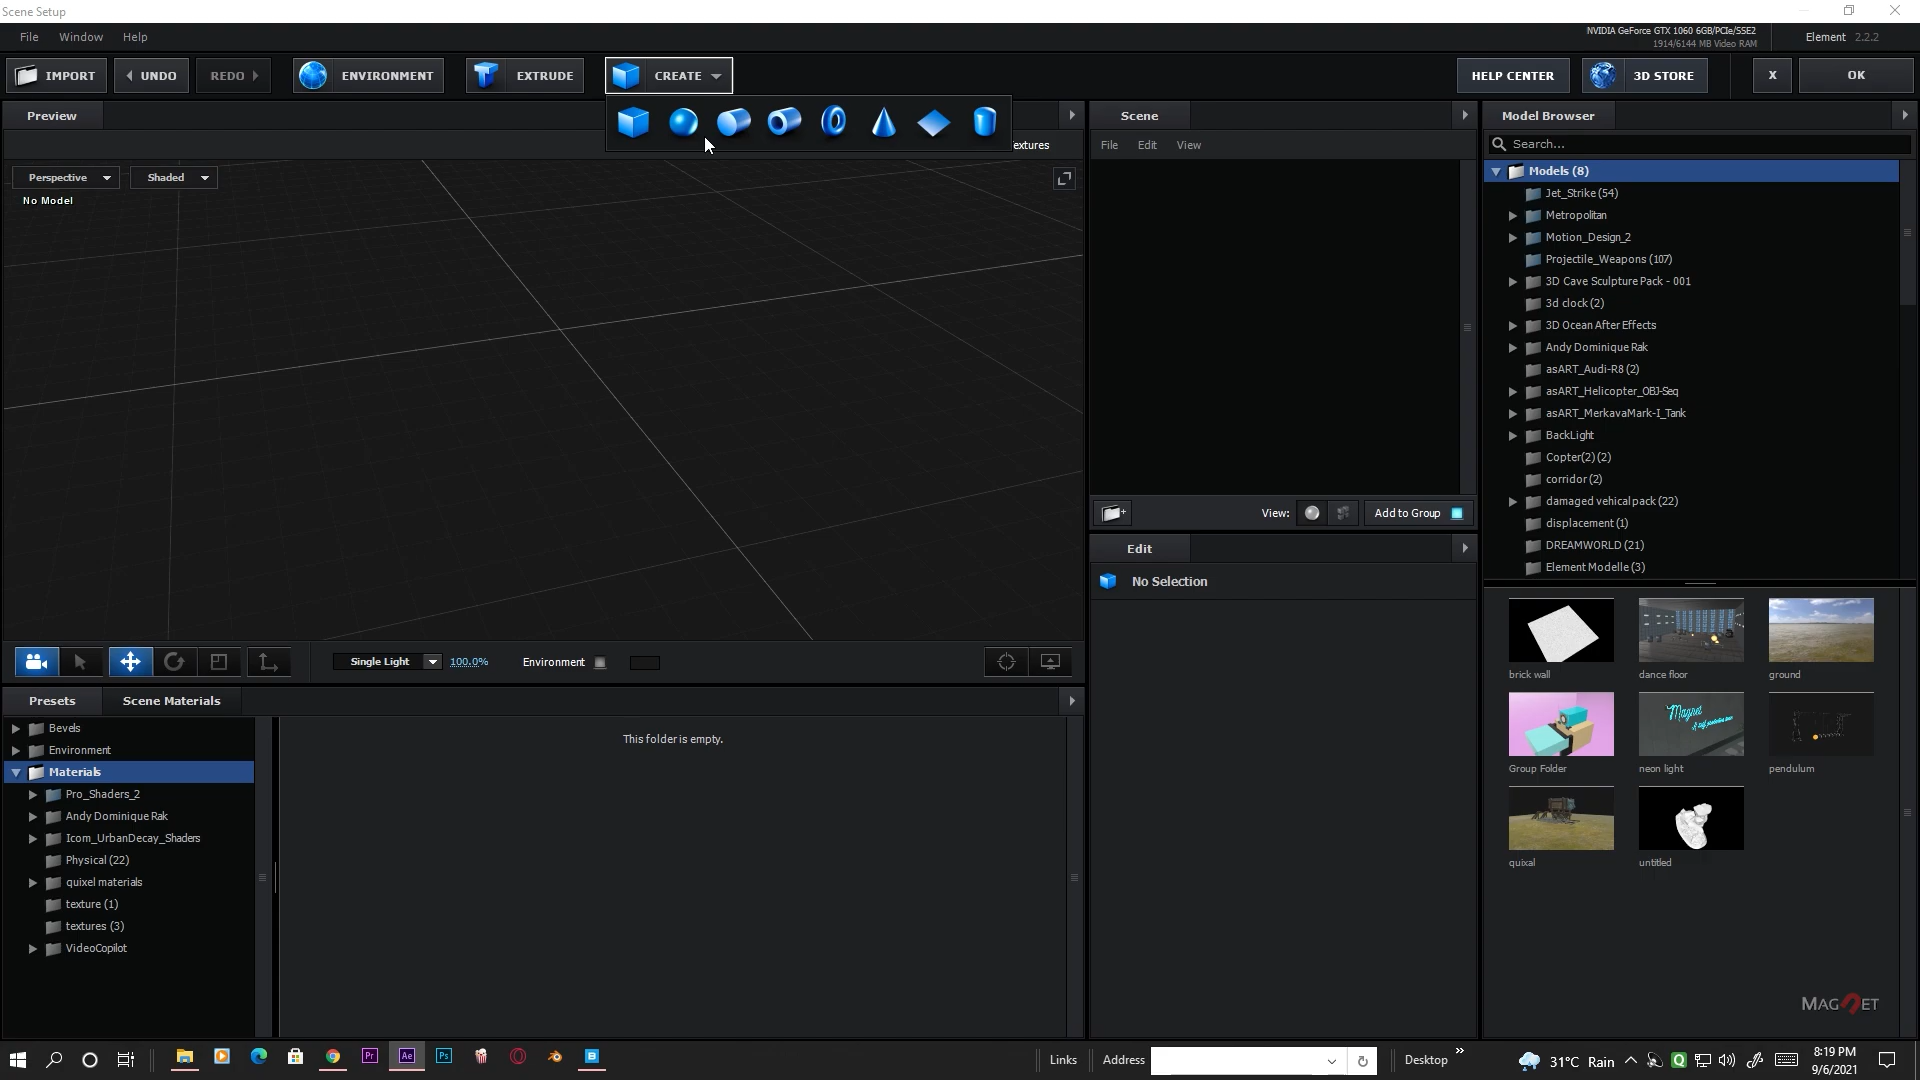 Scene Setup
File Window Help
NVIDIA GeForce GTX 1060 6GB/PCIe/SSE2
1914/6144 MB Video RAM
Element 2.2.2
IMPORT
UNDO
REDO
ENVIRONMENT
EXTRUDE
CREATE
HELP CENTER
3D STORE
X
OK
Preview
extures
Perspective
Shaded
No Model
Scene
File Edit View
View:
Add to Group
Edit
No Selection
Model Browser
Search...
Models (8)
Jet_Strike (54)
Metropolitan
Motion_Design_2
Projectile_Weapons (107)
3D Cave Sculpture Pack - 001
3d clock (2)
3D Ocean After Effects
Andy Dominique Rak
asART_Audi-R8 (2)
asART_Helicopter_OBJ-Seq
asART_MerkavaMark-I_Tank
BackLight
Copter(2) (2)
corridor (2)
damaged vehical pack (22)
displacement (1)
DREAMWORLD (21)
Element Modelle (3)
brick wall
dance floor
ground
Magnet
Group Folder
neon light
pendulum
quixal
untitled
Single Light
100.0%
Environment
Presets
Scene Materials
Bevels
Environment
Materials
Pro_Shaders_2
Andy Dominique Rak
Icom_UrbanDecay_Shaders
Physical (22)
quixel materials
texture (1)
textures (3)
VideoCopilot
This folder is empty.
MAGNET
Pr
Ae
Ps
Links
Address
Desktop
31°C Rain
8:19 PM
9/6/2021